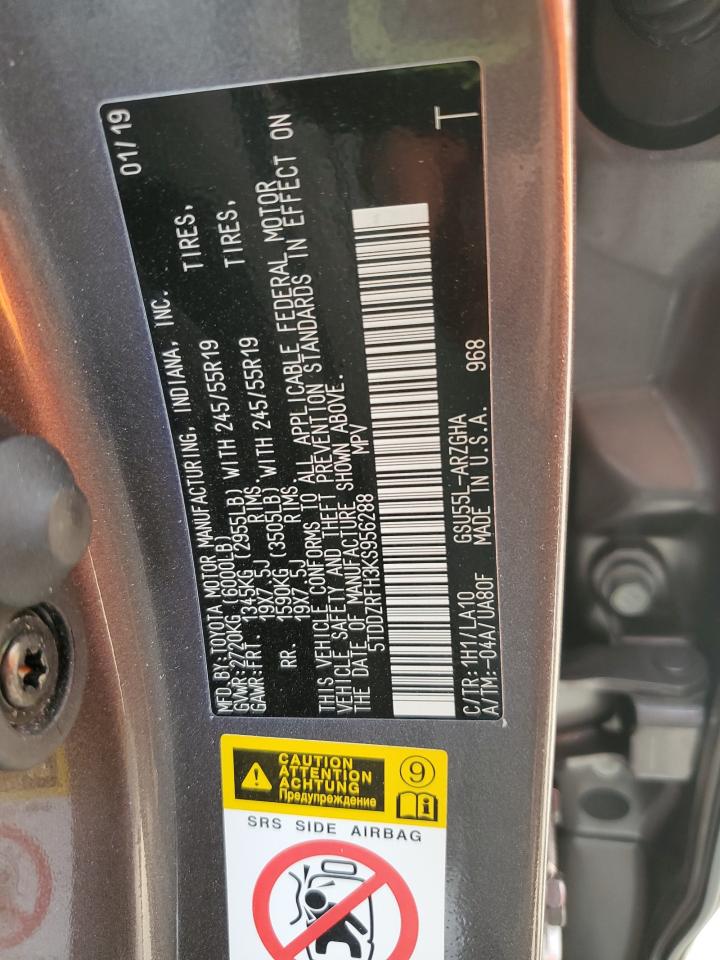 01/19
MFD. BY: TOYOTA MOTOR MANUFACTURING, INDIANA, INC.
GVWR: 2720KG (6000LB)
GAWR: FRT. 1345KG (2955LB) WITH 245/55R19 TIRES,
19X7.5J RIMS
RR. 1590KG (3505LB) WITH 245/55R19 TIRES,
19X7.5J RIMS
THIS VEHICLE CONFORMS TO ALL APPLICABLE FEDERAL MOTOR
VEHICLE SAFETY AND THEFT PREVENTION STANDARDS IN EFFECT ON
THE DATE OF MANUFACTURE SHOWN ABOVE.
5TDDZRFH3KS956288 MPV
T
C/TR: 1H1/LA10 GSU55L-ARZGHA
A/TM: -04A/UA80F MADE IN U.S.A. 968
CAUTION
ATTENTION
ACHTUNG
Предупреждение
9
SRS SIDE AIRBAG